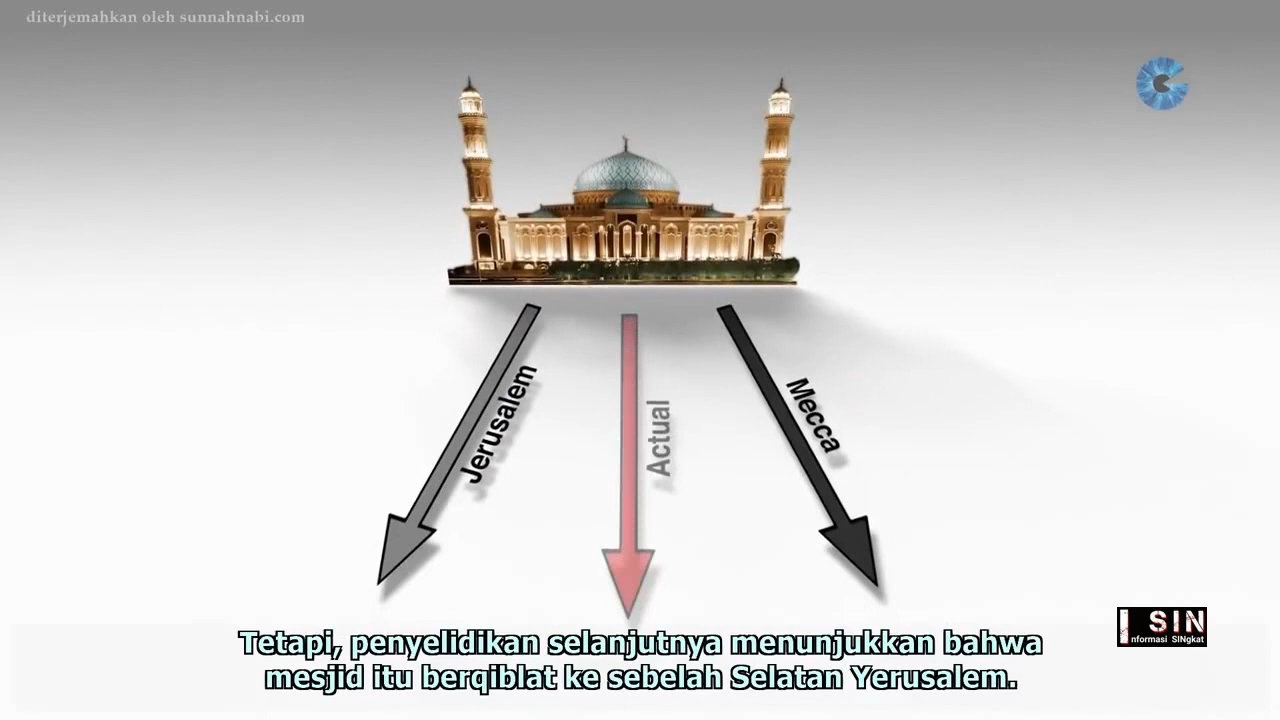 diterjemahkan oleh sunnahnabi.com
Jerusalem
Actual
Mecca
I SIN
Informasi SINgkat
Tetapi, penyelidikan selanjutnya menunjukkan bahwa
mesjid itu berqiblat ke sebelah Selatan Yerusalem.